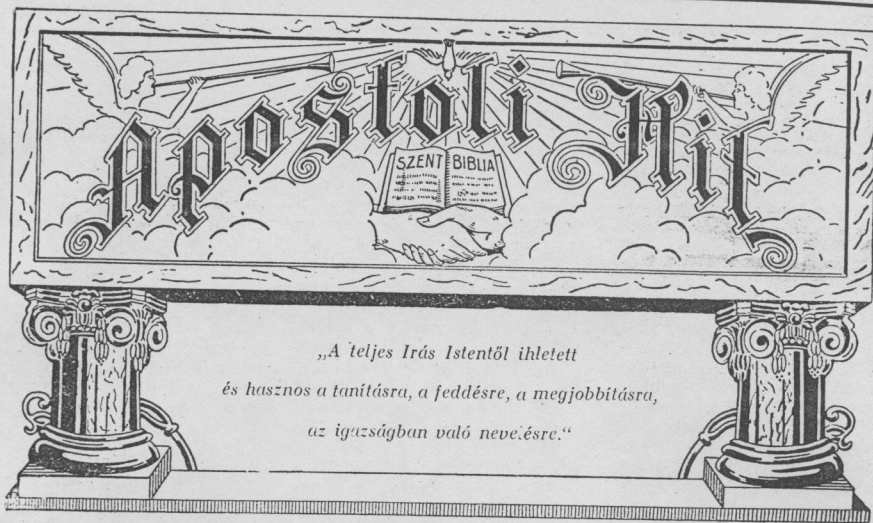 Apostoli Hit
SZENT BIBLIA
„A teljes Irás Istentől ihletett
és hasznos a tanításra, a feddésre, a megjobbításra,
az igazságban való nevelésre.“